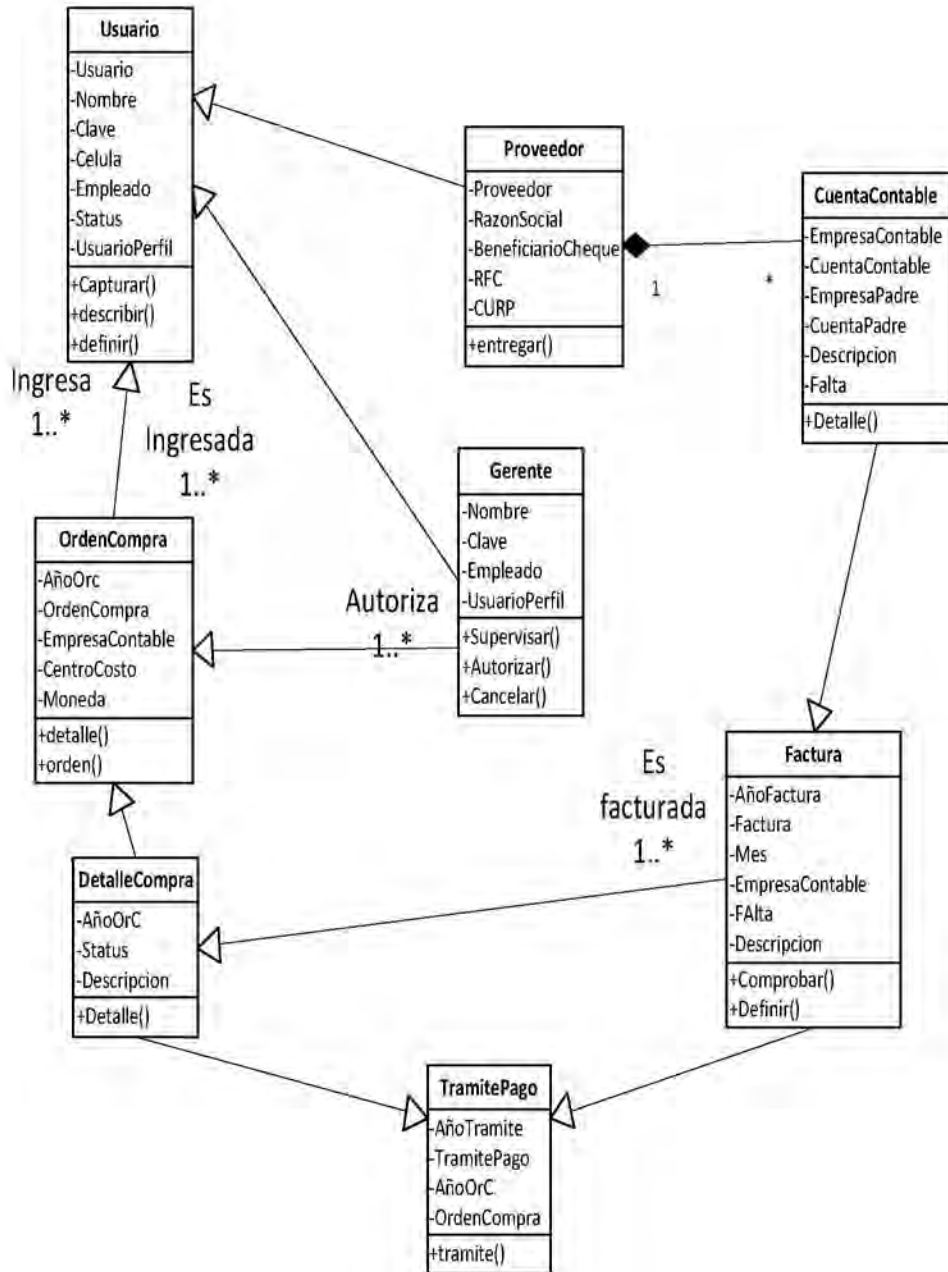 Usuario
-Usuario
-Nombre
-Clave
-Celula
-Empleado
-Status
-UsuarioPerfil
+Capturar()
+describir()
+definir()
Proveedor
-Proveedor
-RazonSocial
-BeneficiarioCheque
-RFC
-CURP
+entregar()
1
*
CuentaContable
-EmpresaContable
-CuentaContable
-EmpresaPadre
+CuentaPadre
-Descripcion
-Falta
+Detalle()
Ingresa
1..*
Es
Ingresada
1..*
Gerente
-Nombre
-Clave
-Empleado
-UsuarioPerfil
+Supervisar()
+Autorizar()
+Cancelar()
OrdenCompra
-AñoOrc
-OrdenCompra
-EmpresaContable
-CentroCosto
-Moneda
+detalle()
+orden()
Autoriza
1..*
Es
facturada
1..*
Factura
-AñoFactura
-Factura
-Mes
-EmpresaContable
-FAlta
-Descripcion
+Comprobar()
+Definir()
DetalleCompra
-AñoOrC
-Status
-Descripcion
+Detalle()
TramitePago
-AñoTramite
-TramitePago
-AñoOrC
-OrdenCompra
+tramite()